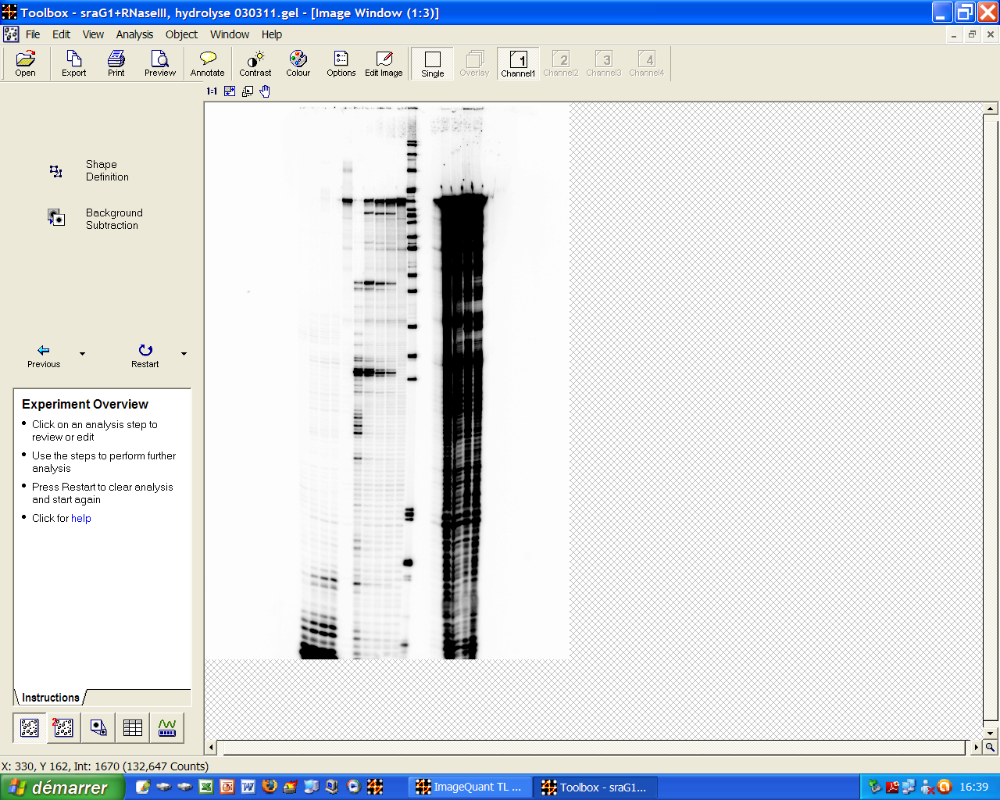 Toolbox - sraG1+RNaseIII, hydrolyse 030311.gel - [Image Window (1:3)]
File Edit View Analysis Object Window Help
Open Export Print Preview Annotate Contrast Colour Options Edit Image Single Overlay Channel1 Channel2 Channel3 Channel4
1 2 3 4
1:1
Shape
Definition
Background
Subtraction
Previous Restart
Experiment Overview
• Click on an analysis step to
review or edit
• Use the steps to perform further
analysis
• Press Restart to clear analysis
and start again
• Click for help
Instructions
X: 330, Y 162, Int: 1670 (132,647 Counts)
démarrer ImageQuant TL ... Toolbox - sraG1... 16:39